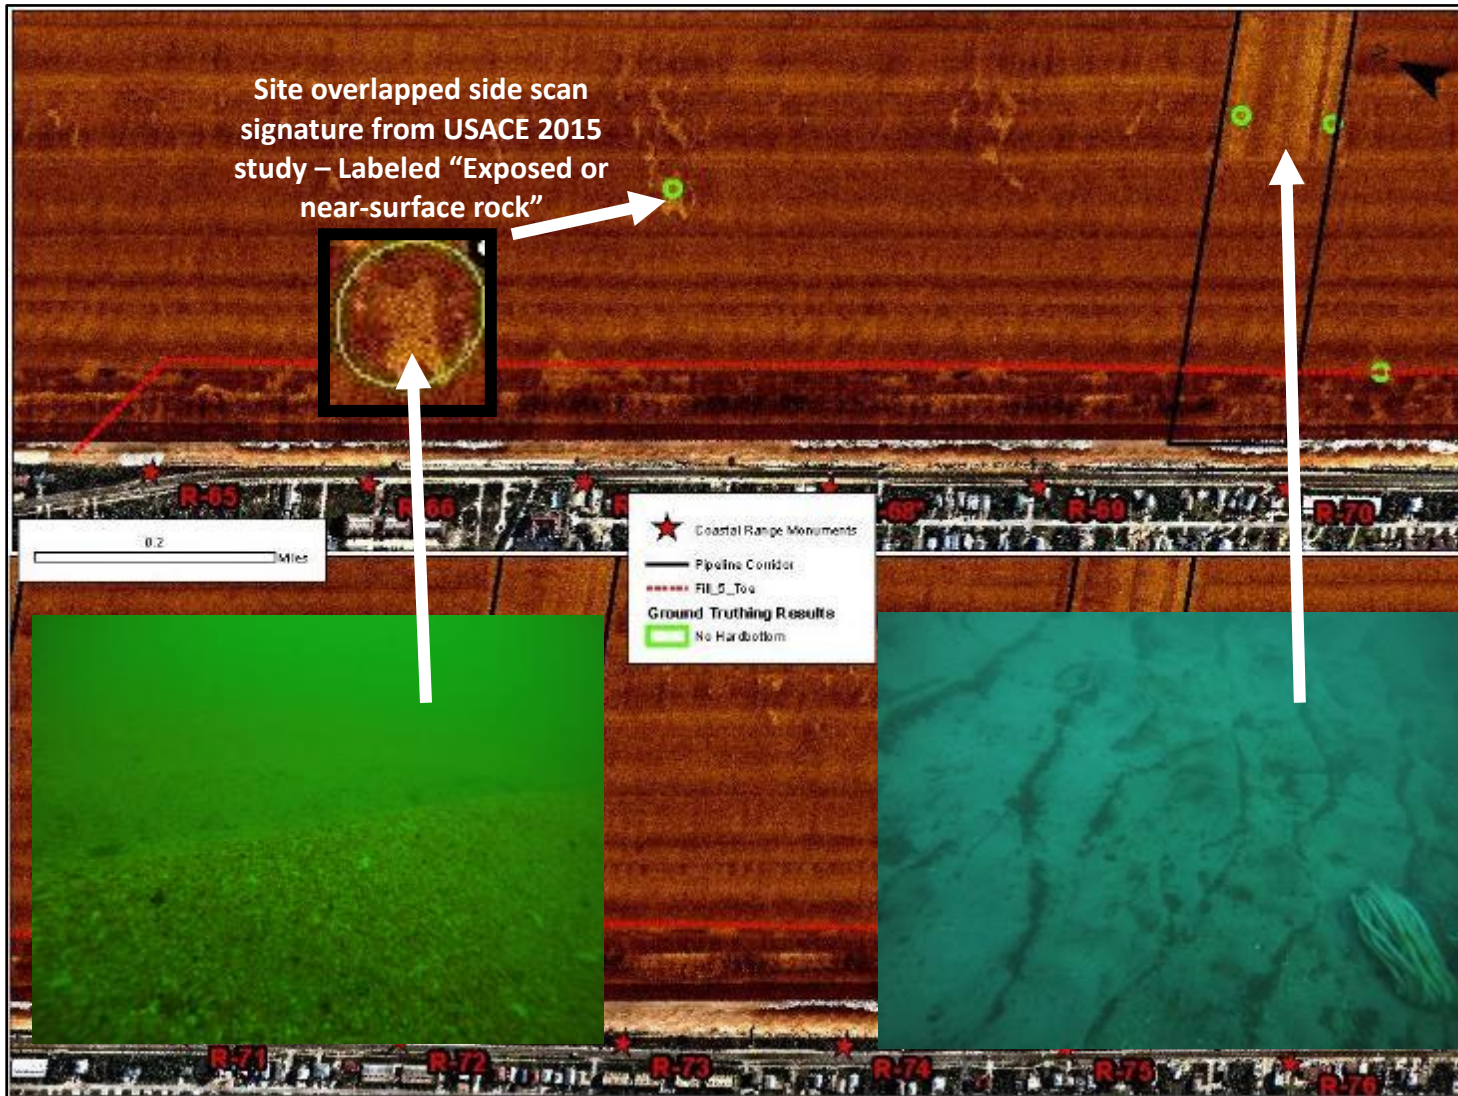 Site overlapped side scan
signature from USACE 2015
study – Labeled “Exposed or
near-surface rock”
R-65
R-66
R-68'
R-69
R-70
0.2
Miles
Coastal Range Monuments
Pipeline Corridor
Fill_5_Toe
Ground Truthing Results
No Hardbottom
R-71
R-72
R-73
R-74
R-75
R-76